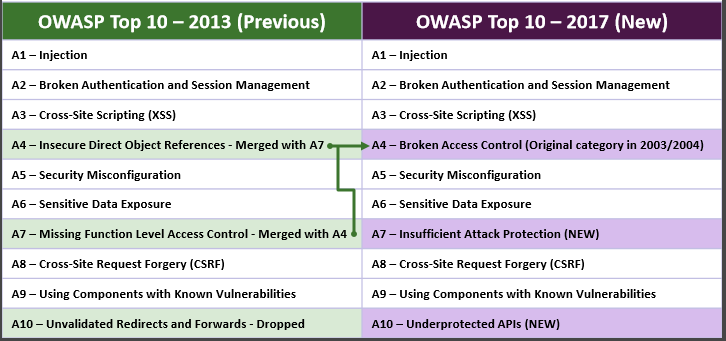 OWASP Top 10 – 2013 (Previous) OWASP Top 10 – 2017 (New)
A1 – Injection A1 – Injection
A2 – Broken Authentication and Session Management A2 – Broken Authentication and Session Management
A3 – Cross-Site Scripting (XSS) A3 – Cross-Site Scripting (XSS)
A4 – Insecure Direct Object References - Merged with A7 A4 – Broken Access Control (Original category in 2003/2004)
A5 – Security Misconfiguration A5 – Security Misconfiguration
A6 – Sensitive Data Exposure A6 – Sensitive Data Exposure
A7 – Missing Function Level Access Control - Merged with A4 A7 – Insufficient Attack Protection (NEW)
A8 – Cross-Site Request Forgery (CSRF) A8 – Cross-Site Request Forgery (CSRF)
A9 – Using Components with Known Vulnerabilities A9 – Using Components with Known Vulnerabilities
A10 – Unvalidated Redirects and Forwards - Dropped A10 – Underprotected APIs (NEW)